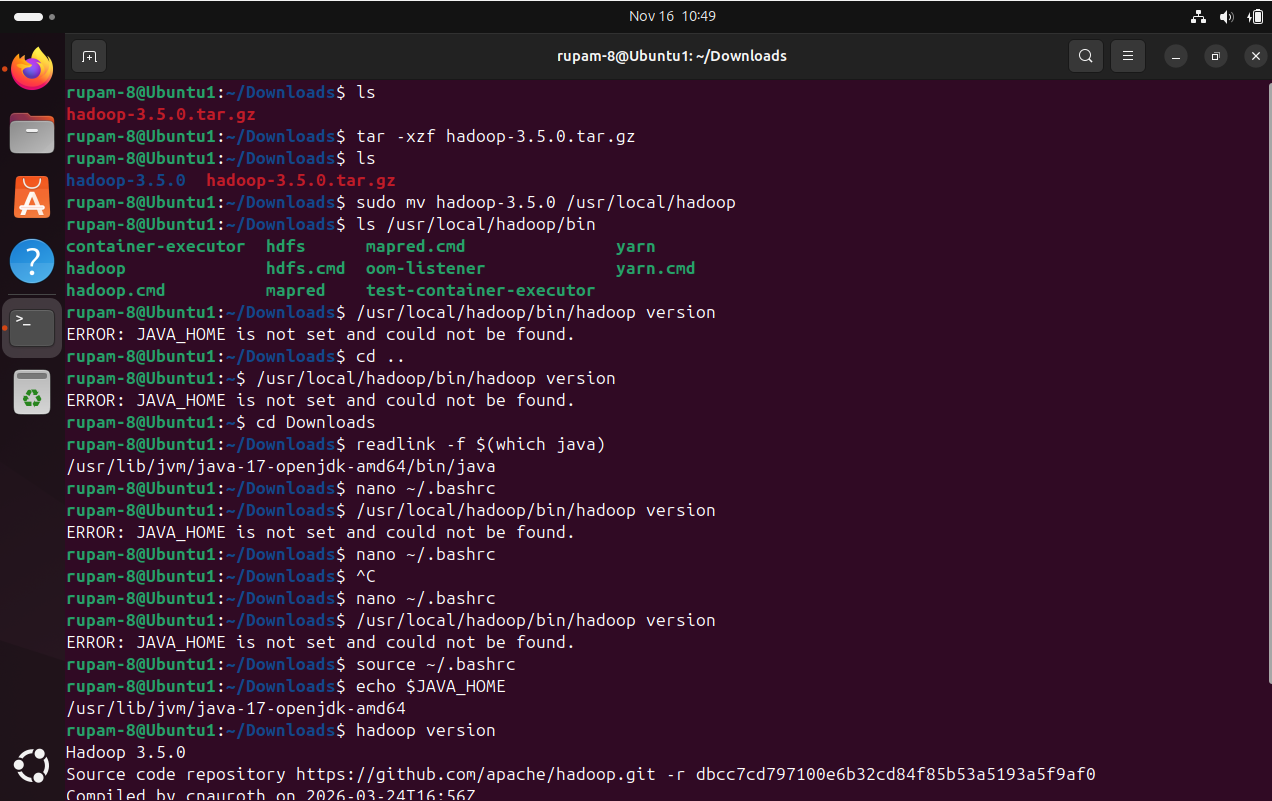 Nov 16 10:49
rupam-8@Ubuntu1: ~/Downloads
rupam-8@Ubuntu1:~/Downloads$ ls
hadoop-3.5.0.tar.gz
rupam-8@Ubuntu1:~/Downloads$ tar -xzf hadoop-3.5.0.tar.gz
rupam-8@Ubuntu1:~/Downloads$ ls
hadoop-3.5.0  hadoop-3.5.0.tar.gz
rupam-8@Ubuntu1:~/Downloads$ sudo mv hadoop-3.5.0 /usr/local/hadoop
rupam-8@Ubuntu1:~/Downloads$ ls /usr/local/hadoop/bin
container-executor  hdfs      mapred.cmd               yarn
hadoop              hdfs.cmd  oom-listener             yarn.cmd
hadoop.cmd          mapred    test-container-executor
rupam-8@Ubuntu1:~/Downloads$ /usr/local/hadoop/bin/hadoop version
ERROR: JAVA_HOME is not set and could not be found.
rupam-8@Ubuntu1:~/Downloads$ cd ..
rupam-8@Ubuntu1:~$ /usr/local/hadoop/bin/hadoop version
ERROR: JAVA_HOME is not set and could not be found.
rupam-8@Ubuntu1:~$ cd Downloads
rupam-8@Ubuntu1:~/Downloads$ readlink -f $(which java)
/usr/lib/jvm/java-17-openjdk-amd64/bin/java
rupam-8@Ubuntu1:~/Downloads$ nano ~/.bashrc
rupam-8@Ubuntu1:~/Downloads$ /usr/local/hadoop/bin/hadoop version
ERROR: JAVA_HOME is not set and could not be found.
rupam-8@Ubuntu1:~/Downloads$ nano ~/.bashrc
rupam-8@Ubuntu1:~/Downloads$ ^C
rupam-8@Ubuntu1:~/Downloads$ nano ~/.bashrc
rupam-8@Ubuntu1:~/Downloads$ /usr/local/hadoop/bin/hadoop version
ERROR: JAVA_HOME is not set and could not be found.
rupam-8@Ubuntu1:~/Downloads$ source ~/.bashrc
rupam-8@Ubuntu1:~/Downloads$ echo $JAVA_HOME
/usr/lib/jvm/java-17-openjdk-amd64
rupam-8@Ubuntu1:~/Downloads$ hadoop version
Hadoop 3.5.0
Source code repository https://github.com/apache/hadoop.git -r dbcc7cd797100e6b32cd84f85b53a5193a5f9af0
Compiled by cnauroth on 2026-03-24T16:56Z